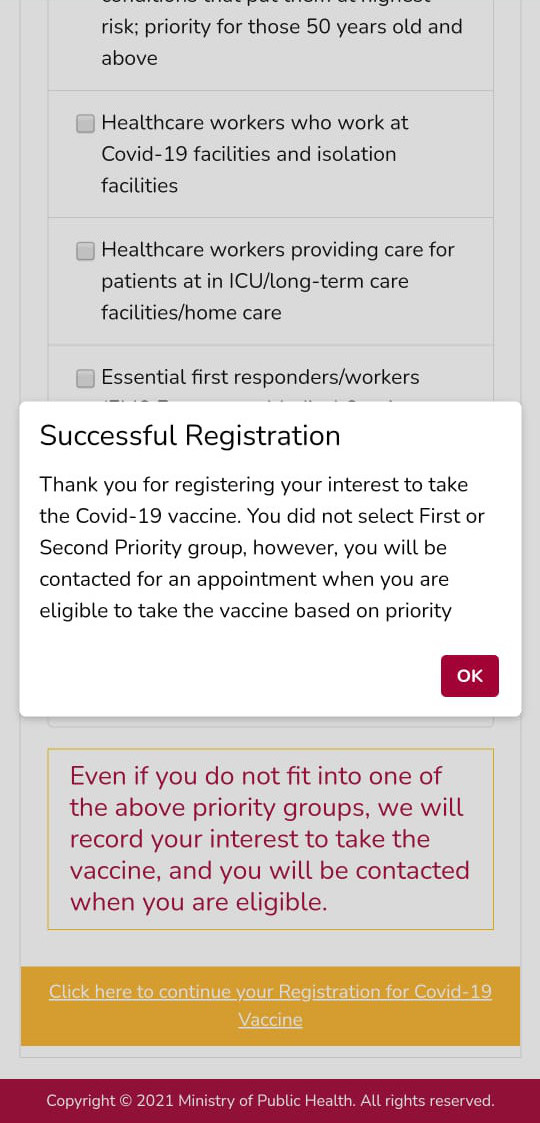 risk; priority for those 50 years old and
above
Healthcare workers who work at
Covid-19 facilities and isolation
facilities
Healthcare workers providing care for
patients at in ICU/long-term care
facilities/home care
Essential first responders/workers
Successful Registration
Thank you for registering your interest to take
the Covid-19 vaccine. You did not select First or
Second Priority group, however, you will be
contacted for an appointment when you are
eligible to take the vaccine based on priority
OK
Even if you do not fit into one of
the above priority groups, we will
record your interest to take the
vaccine, and you will be contacted
when you are eligible.
Click here to continue your Registration for Covid-19
Vaccine
Copyright © 2021 Ministry of Public Health. All rights reserved.